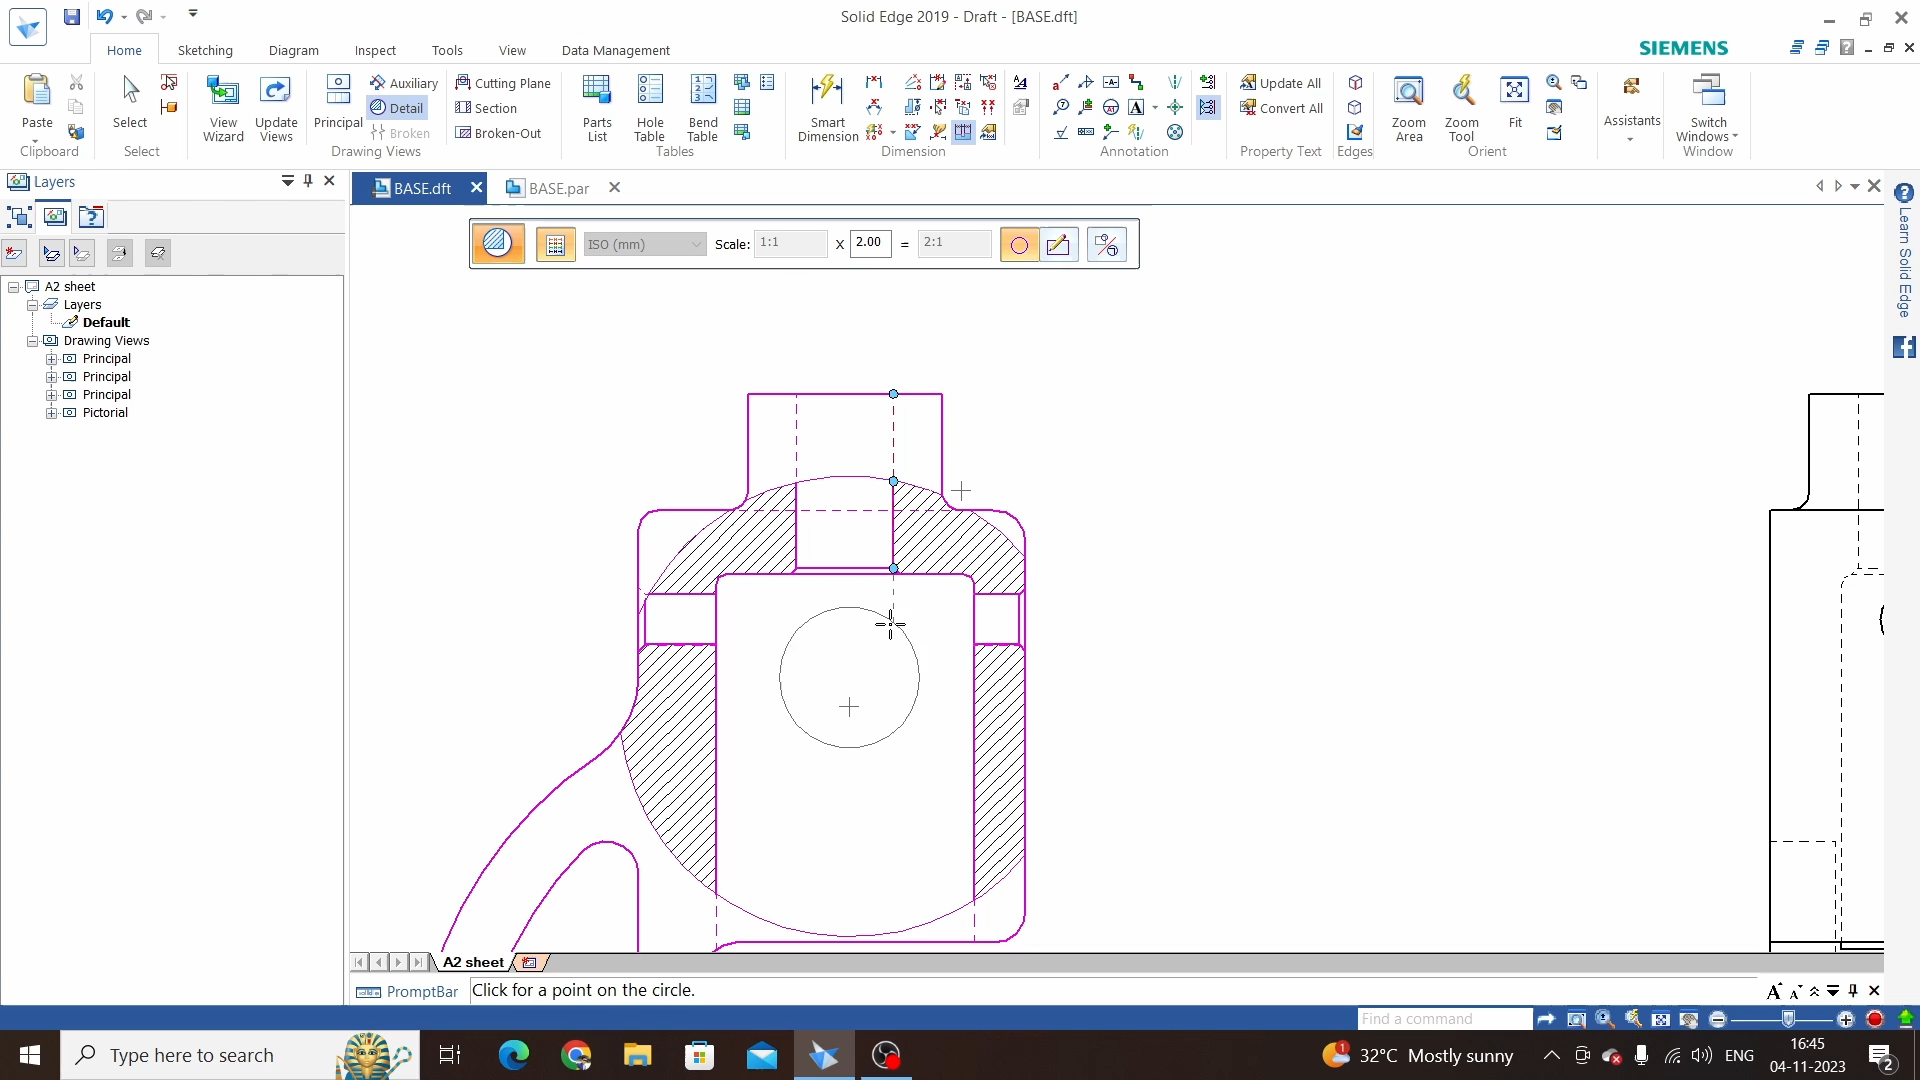 Solid Edge 2019 - Draft - [BASE.dft]
Home
Sketching
Diagram
Inspect
Tools
View
Data Management
SIEMENS
Paste
Clipboard
Select
Select
View Wizard
Update Views
Principal
Auxiliary
Detail
Broken
Cutting Plane
Section
Broken-Out
Drawing Views
Parts List
Hole Table
Bend Table
Tables
Smart Dimension
Dimension
Annotation
Update All
Convert All
Property Text
Edges
Zoom Area
Zoom Tool
Fit
Orient
Assistants
Switch Windows
Window
Layers
BASE.dft
BASE.par
ISO (mm)
Scale:
1:1
X
2.00
=
2:1
Learn Solid Edge
A2 sheet
Layers
Default
Drawing Views
Principal
Principal
Principal
Pictorial
A2 sheet
PromptBar
Click for a point on the circle.
Find a command
Type here to search
32°C Mostly sunny
ENG
16:45
04-11-2023
2